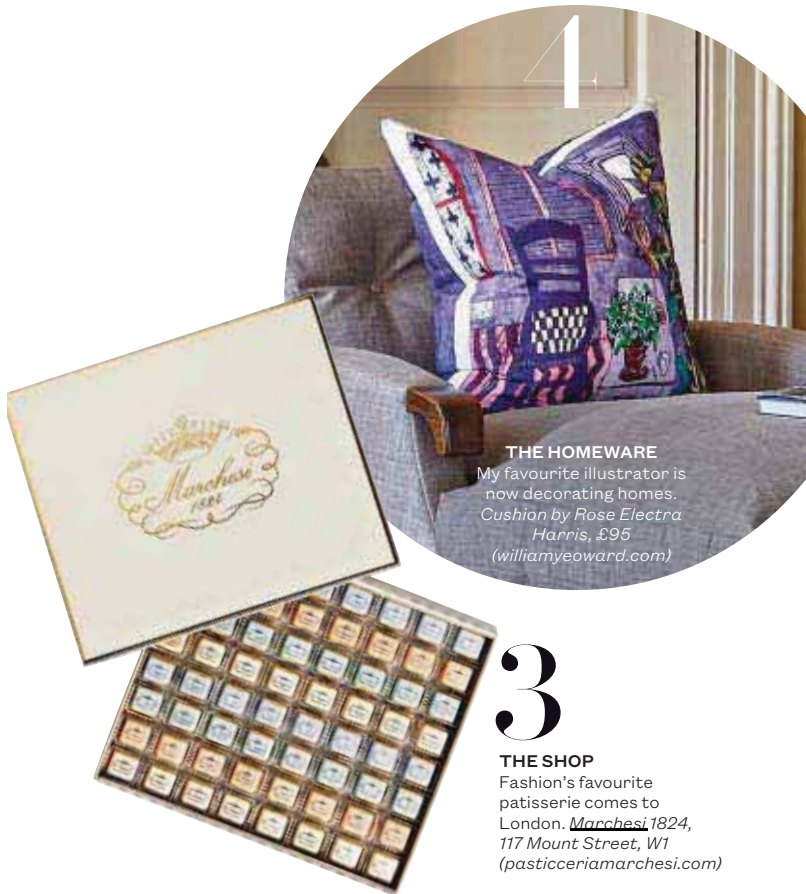 4
THE HOMEWARE
My favourite illustrator is
now decorating homes.
Cushion by Rose Electra
Harris, £95
(williamyeoward.com)
Marchesi
1824
3
THE SHOP
Fashion's favourite
patisserie comes to
London. Marchesi 1824,
117 Mount Street, W1
(pasticceriamarchesi.com)